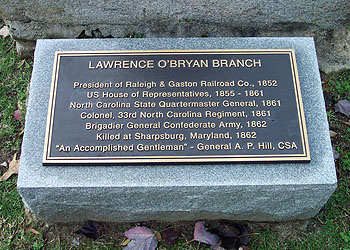 LAWRENCE O'BRYAN BRANCH
President of Raleigh & Gaston Railroad Co., 1852
US House of Representatives, 1855 - 1861
North Carolina State Quartermaster General, 1861
Colonel, 33rd North Carolina Regiment, 1861
Brigadier General Confederate Army, 1862
Killed at Sharpsburg, Maryland, 1862
"An Accomplished Gentleman" - General A. P. Hill, CSA